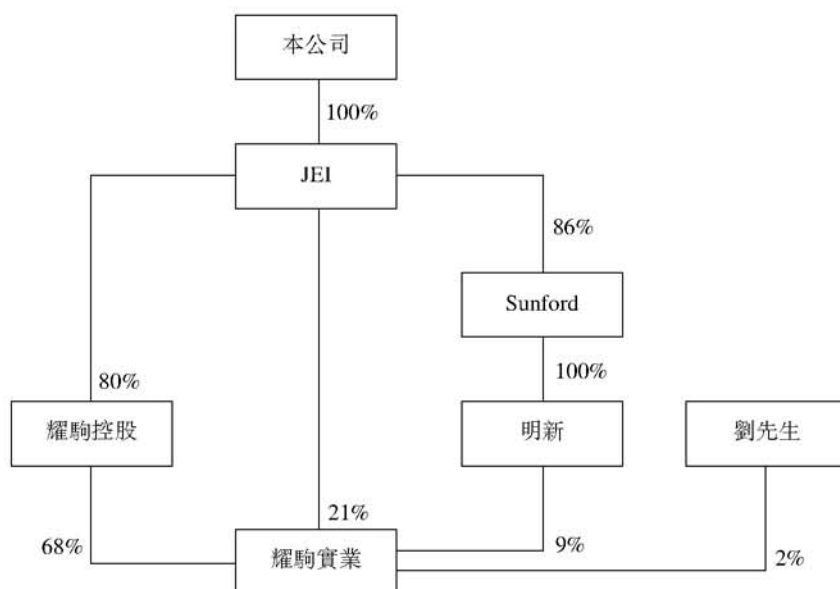 本公司
100%
JEI
86%
Sunford
80%
100%
耀駒控股
明新
劉先生
21%
68%
耀駒實業
9%
2%